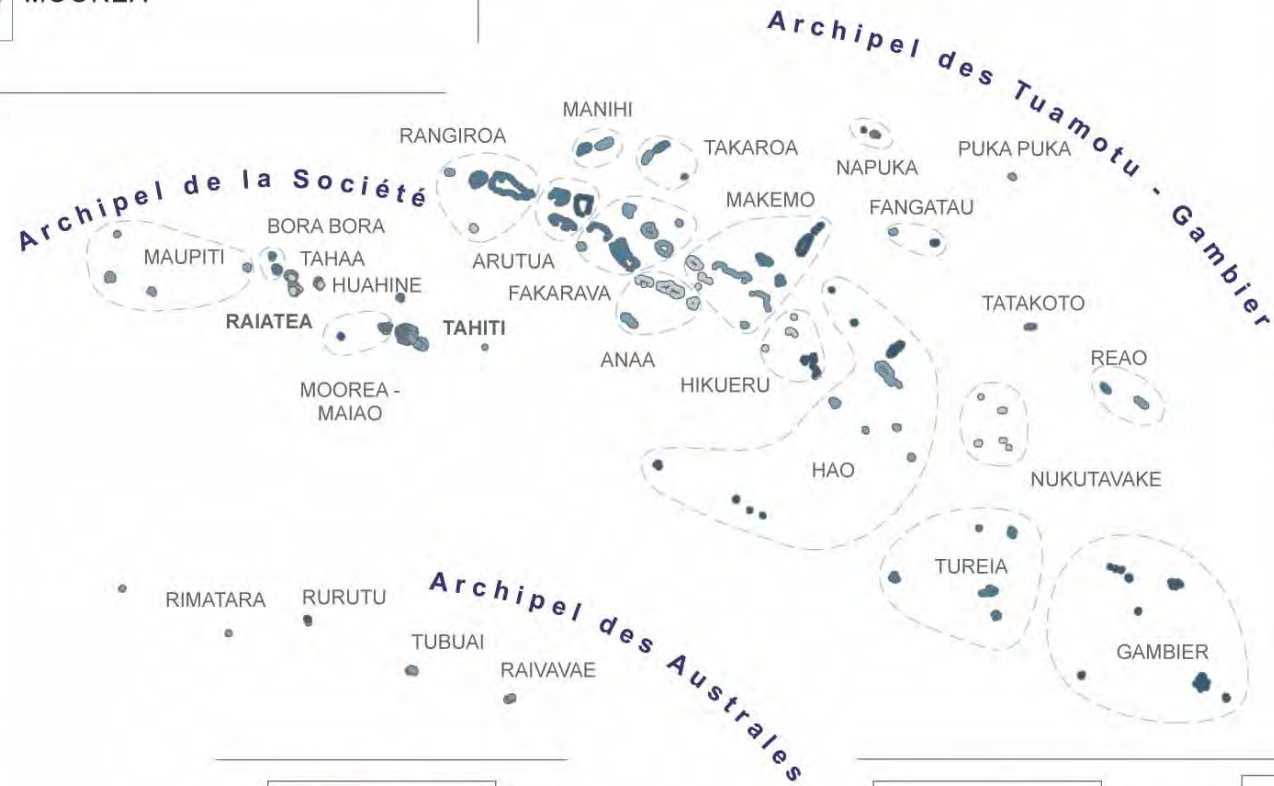 MOOREA
Archipel des Tuamotu - Gambier
MANIHI
RANGIROA
TAKAROA
NAPUKA
PUKA PUKA
Archipel de la Société
MAKEMO
FANGATAU
BORA BORA
MAUPITI
TAHAA
ARUTUA
HUAHINE
FAKARAVA
TATAKOTO
RAIATEA
TAHITI
REAO
ANAA
HIKUERU
MOOREA -
MAIAO
HAO
NUKUTAVAKE
TUREIA
Archipel des Australes
RIMATARA
RURUTU
TUBUAI
GAMBIER
RAIVAVAE